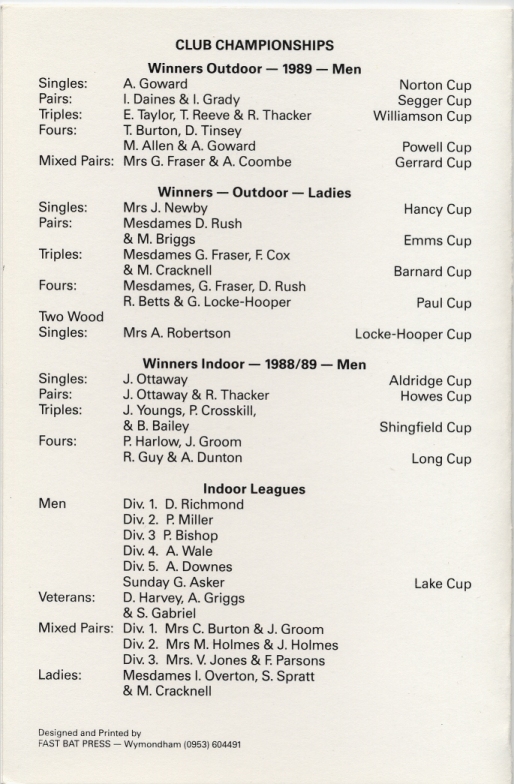 CLUB CHAMPIONSHIPS
Winners Outdoor — 1989 — Men
Singles: A. Goward Norton Cup
Pairs: I. Daines & I. Grady Segger Cup
Triples: E. Taylor, T. Reeve & R. Thacker Williamson Cup
Fours: T. Burton, D. Tinsey
M. Allen & A. Goward Powell Cup
Mixed Pairs: Mrs G. Fraser & A. Coombe Gerrard Cup
Winners — Outdoor — Ladies
Singles: Mrs J. Newby Hancy Cup
Pairs: Mesdames D. Rush
& M. Briggs Emms Cup
Triples: Mesdames G. Fraser, F. Cox
& M. Cracknell Barnard Cup
Fours: Mesdames, G. Fraser, D. Rush
R. Betts & G. Locke-Hooper Paul Cup
Two Wood
Singles: Mrs A. Robertson Locke-Hooper Cup
Winners Indoor — 1988/89 — Men
Singles: J. Ottaway Aldridge Cup
Pairs: J. Ottaway & R. Thacker Howes Cup
Triples: J. Youngs, P. Crosskill,
& B. Bailey Shingfield Cup
Fours: P. Harlow, J. Groom
R. Guy & A. Dunton Long Cup
Indoor Leagues
Men Div. 1. D. Richmond
Div. 2. P. Miller
Div. 3 P. Bishop
Div. 4. A. Wale
Div. 5. A. Downes
Sunday G. Asker Lake Cup
Veterans: D. Harvey, A. Griggs
& S. Gabriel
Mixed Pairs: Div. 1. Mrs C. Burton & J. Groom
Div. 2. Mrs M. Holmes & J. Holmes
Div. 3. Mrs. V. Jones & F. Parsons
Ladies: Mesdames I. Overton, S. Spratt
& M. Cracknell
Designed and Printed by
FAST BAT PRESS — Wymondham (0953) 604491